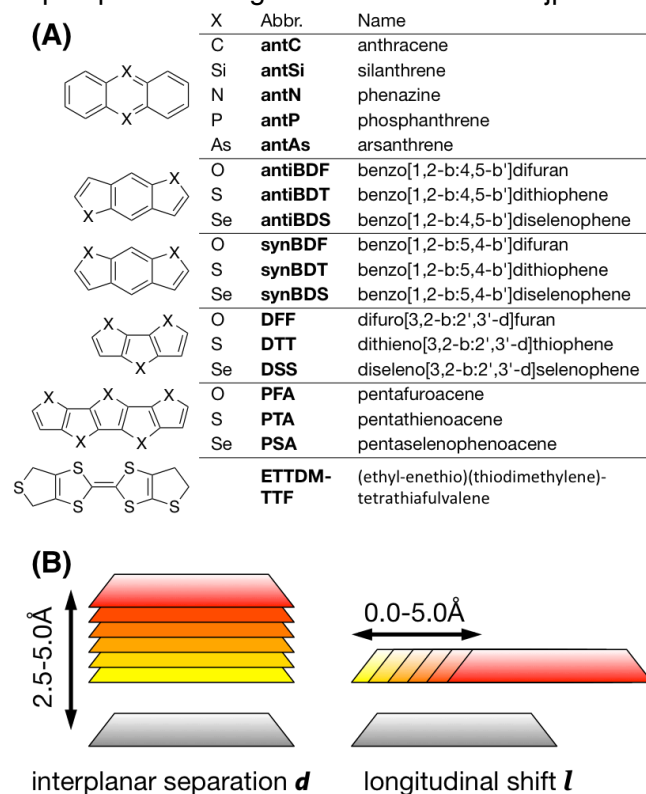 (A)
X Abbr. Name
C antC anthracene
Si antSi silanthrene
N antN phenazine
P antP phosphanthrene
As antAs arsanthrene
O antiBDF benzo[1,2-b:4,5-b']difuran
S antiBDT benzo[1,2-b:4,5-b']dithiophene
Se antiBDS benzo[1,2-b:4,5-b']diselenophene
O synBDF benzo[1,2-b:5,4-b']difuran
S synBDT benzo[1,2-b:5,4-b']dithiophene
Se synBDS benzo[1,2-b:5,4-b']diselenophene
O DFF difuro[3,2-b:2',3'-d]furan
S DTT dithieno[3,2-b:2',3'-d]thiophene
Se DSS diseleno[3,2-b:2',3'-d]selenophene
O PFA pentafuroacene
S PTA pentathienoacene
Se PSA pentaselenophenoacene
ETTDM- (ethyl-enethio)(thiodimethylene)-
TTF tetrathiafulvalene
X
X
X
X
X X
X X
X
X X X
X X
S S S
S S S
(B)
2.5-5.0Å
0.0-5.0Å
interplanar separation d
longitudinal shift l